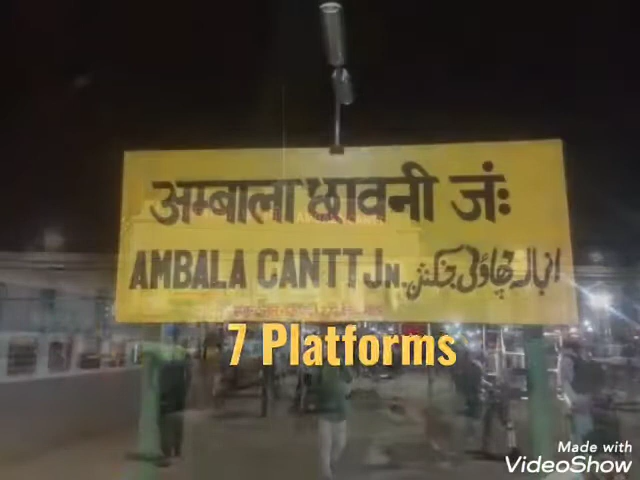 अम्बाला छावनी जंः
AMBALA CANTT Jn. انبالہ چھاؤنی جنکشن
7 Platforms
Made with
VideoShow